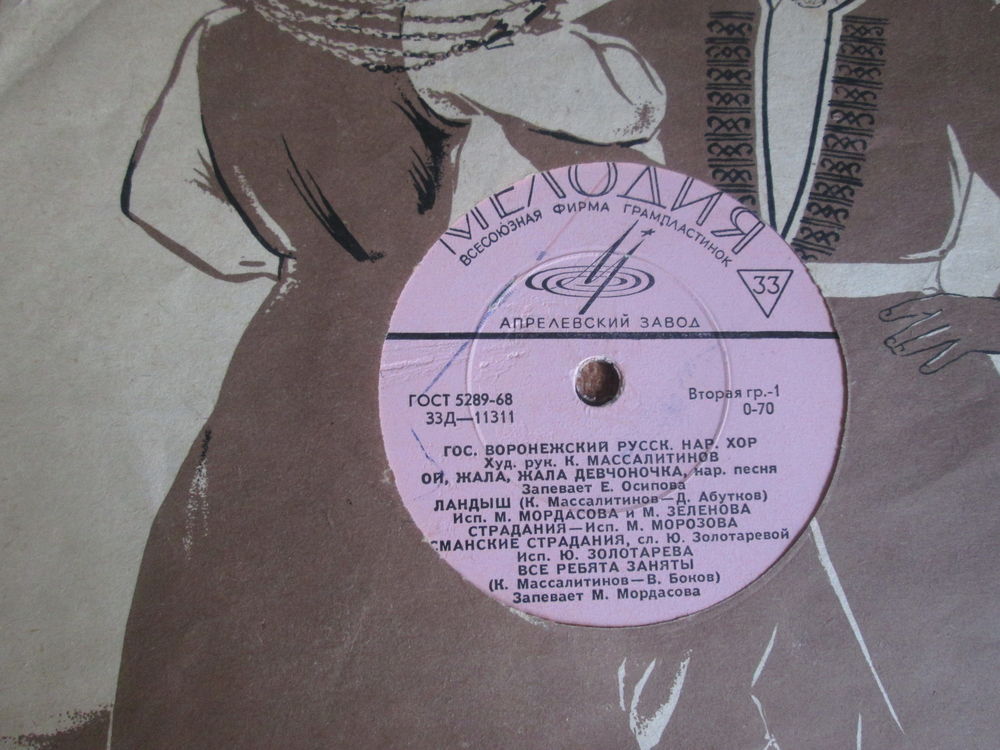 МЕЛОДИЯ
ВСЕСОЮЗНАЯ ФИРМА ГРАМПЛАСТИНОК
33
АПРЕЛЕВСКИЙ ЗАВОД
ГОСТ 5289-68
Вторая гр.-1
33Д—11311
0-70
ГОС. ВОРОНЕЖСКИЙ РУССК. НАР. ХОР
Худ. рук. К. МАССАЛИТИНОВ
ОЙ, ЖАЛА, ЖАЛА ДЕВЧОНОЧКА, нар. песня
Запевает Е. Осипова
ЛАНДЫШ (К. Массалитинов—Д. Абутков)
Исп. М. МОРДАСОВА и М. ЗЕЛЕНОВА
СТРАДАНИЯ—Исп. М. МОРОЗОВА
СТРАДАНИЯ, сл. Ю. Золотаревой
Исп. Ю. ЗОЛОТАРЕВА
ВСЕ РЕБЯТА ЗАНЯТЫ
(К. Массалитинов—В. Боков)
Запевает М. Мордасова